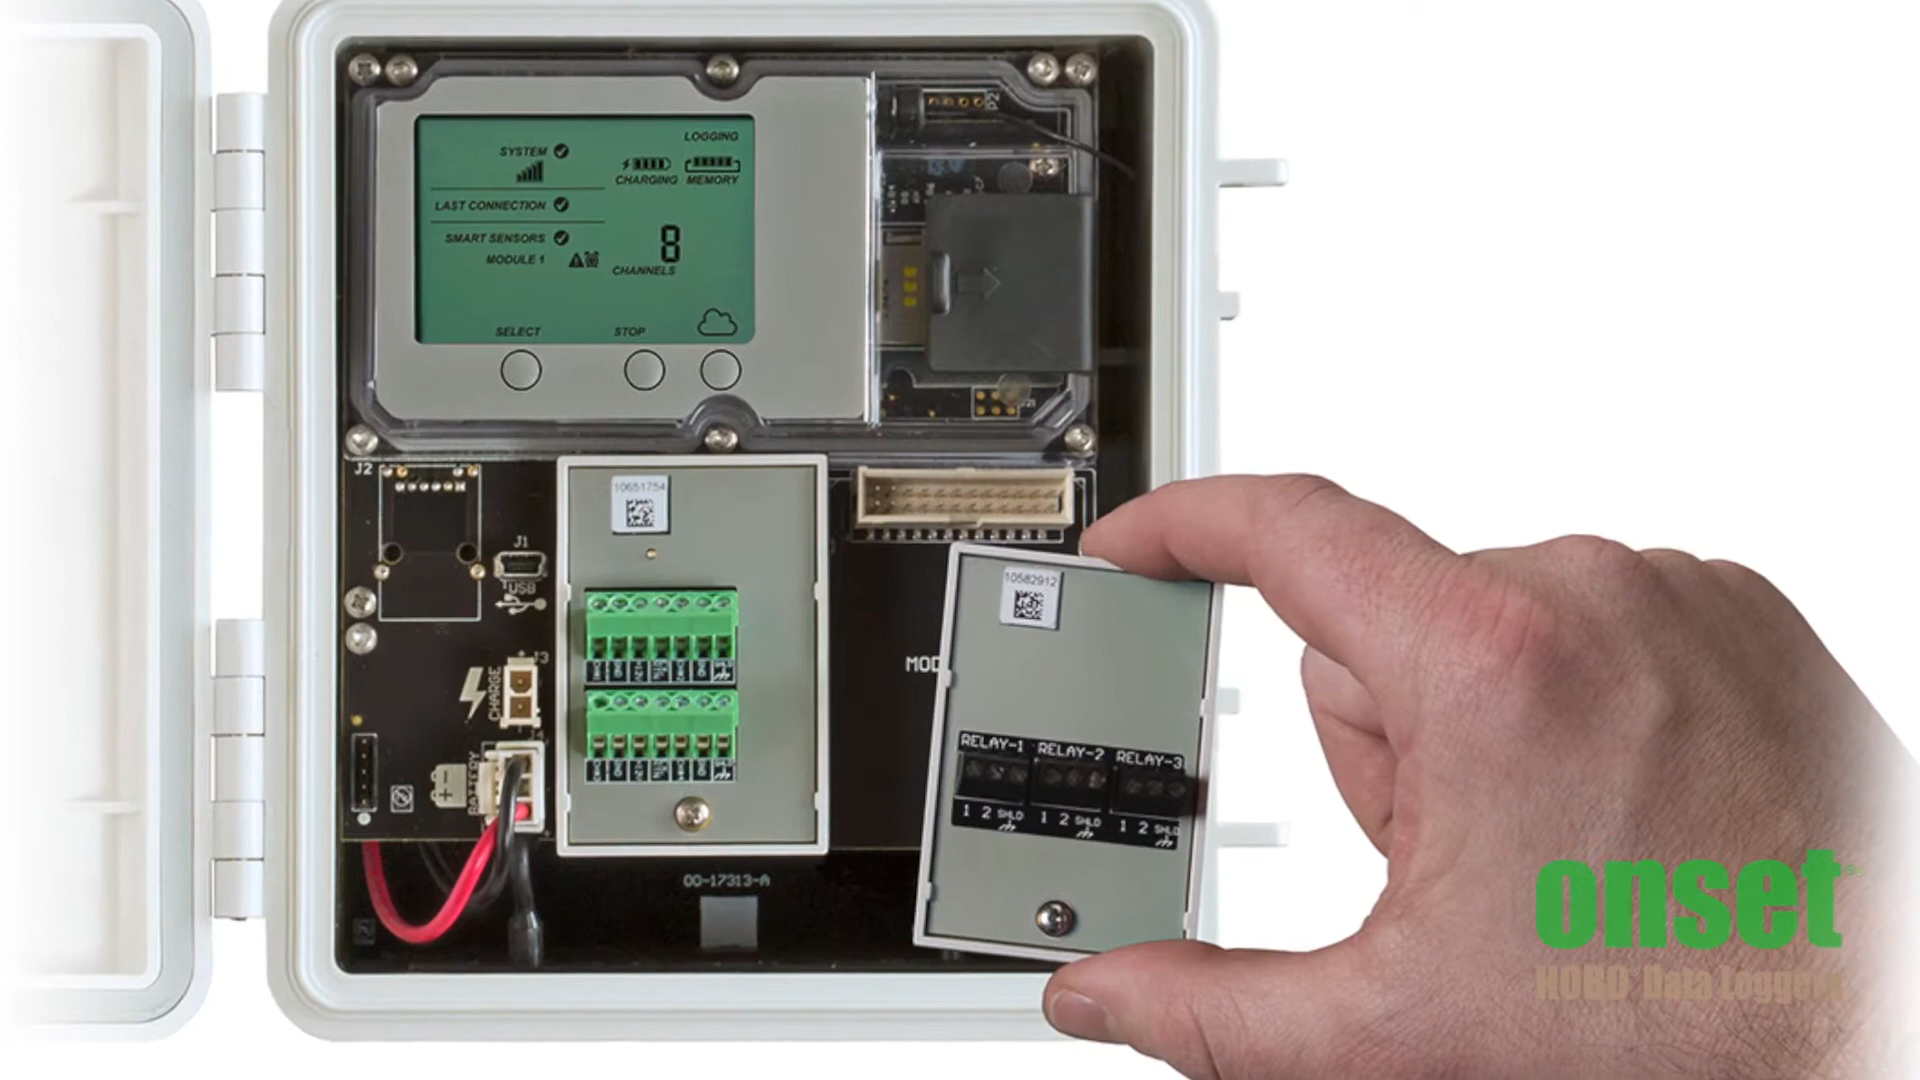 LOGGING
SYSTEM
CHARGING MEMORY
LAST CONNECTION
SMART SENSORS
8
MODULE 1
CHANNELS
SELECT STOP
P2
J2
10651754
J1
USB
10582912
J3
CHARGE
MOD
J4
BATTERY
RELAY-1 RELAY-2 RELAY-3
1 2 SHLD 1 2 SHLD 1 2 SHLD
00-17313-A
onset
HOBO® Data Loggers